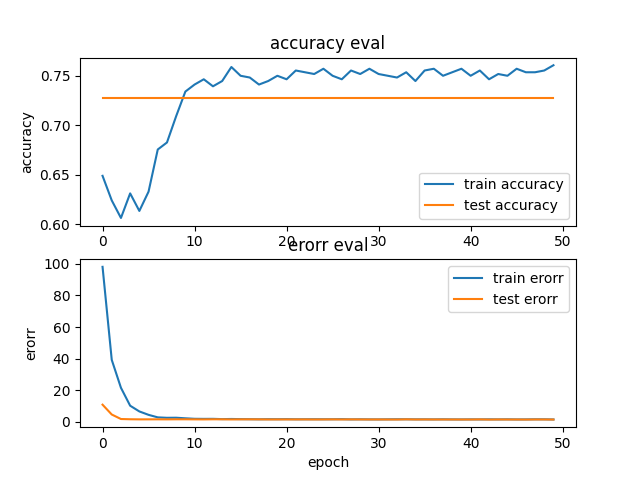 accuracy eval
accuracy
0.75
0.70
0.65
0.60
train accuracy
test accuracy
0 10 20 30 40 50
erorr eval
erorr
100
80
60
40
20
0
train erorr
test erorr
0 10 20 30 40 50
epoch